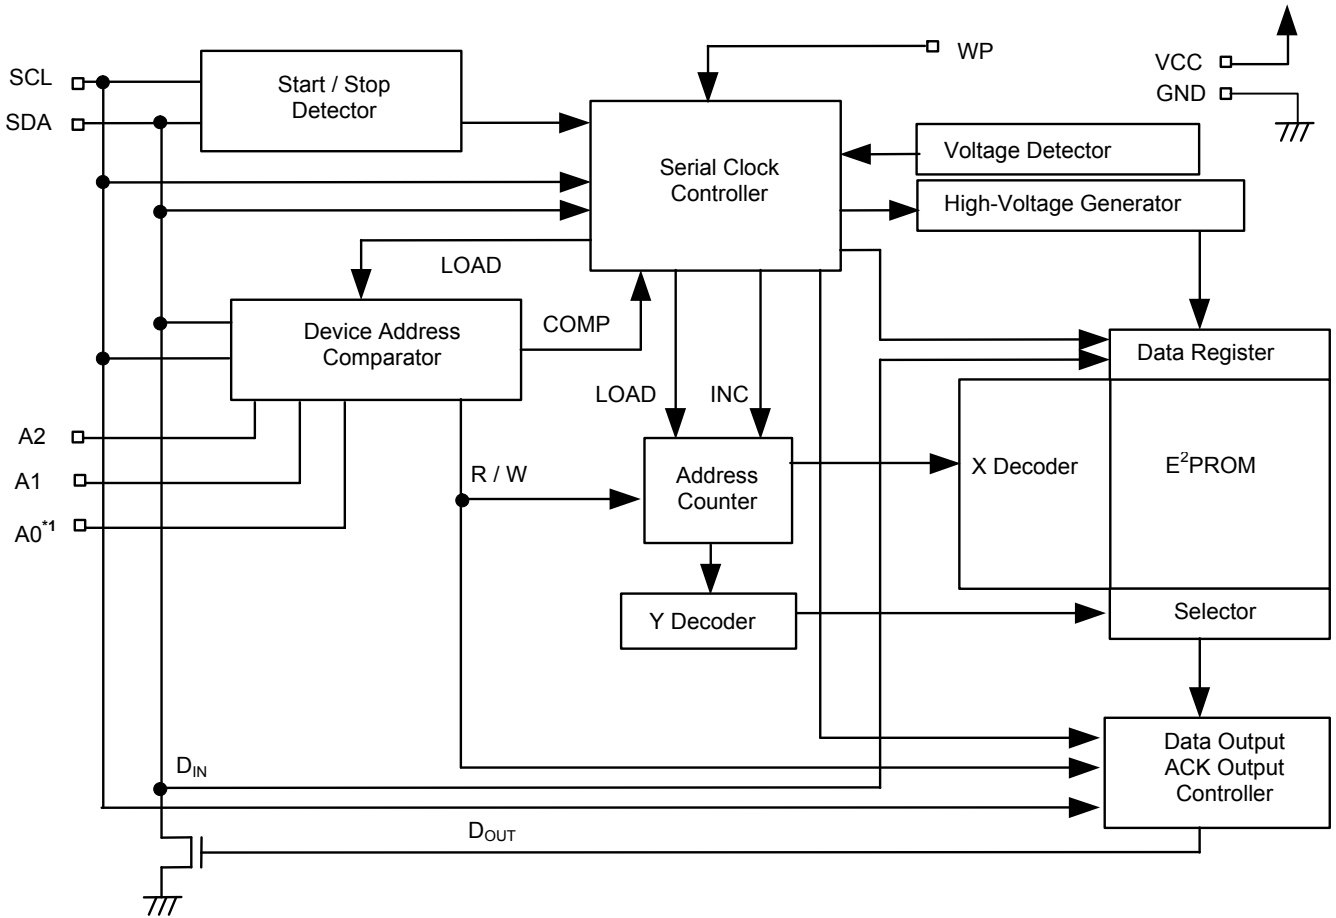 SCL
SDA
Start / Stop
Detector
WP
VCC
GND
Serial Clock
Controller
Voltage Detector
High-Voltage Generator
LOAD
Device Address
Comparator
COMP
LOAD
INC
Data Register
A2
A1
A0*1
R / W
Address
Counter
X Decoder
E²PROM
Y Decoder
Selector
DIN
Data Output
ACK Output
Controller
DOUT